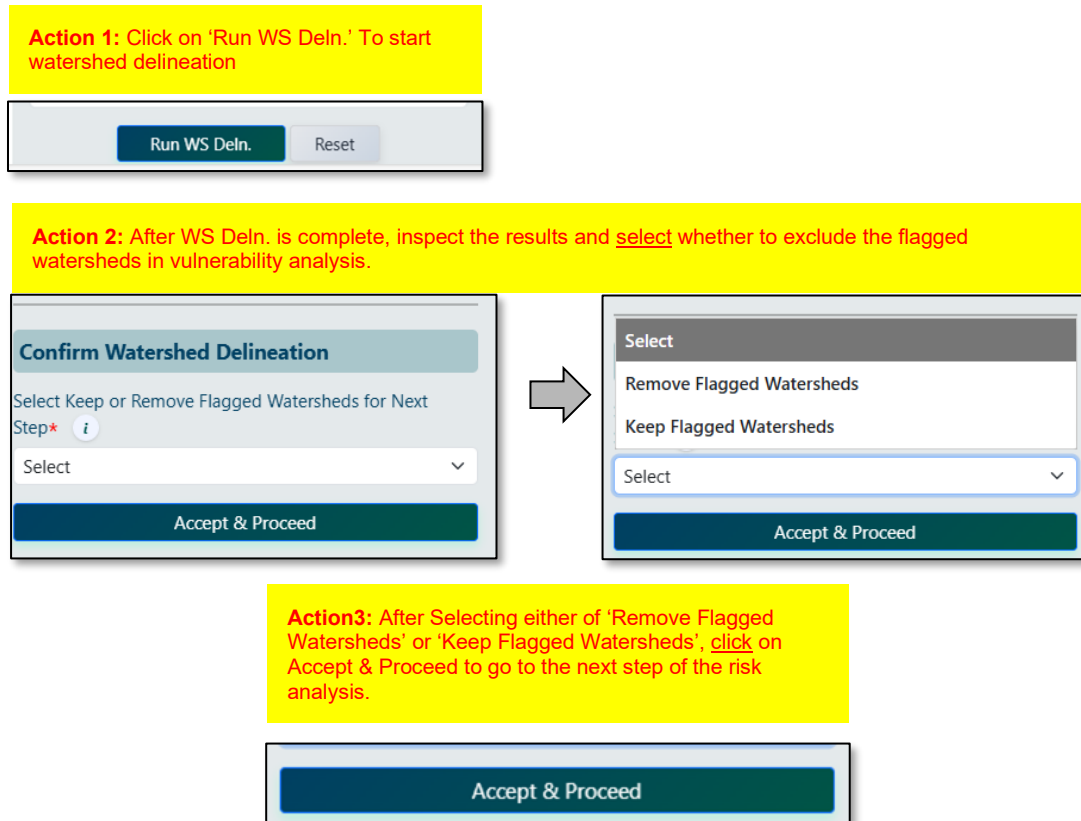 Action 1: Click on ‘Run WS Deln.’ To start
watershed delineation
Run WS Deln.
Reset
Action 2: After WS Deln. is complete, inspect the results and select whether to exclude the flagged
watersheds in vulnerability analysis.
Confirm Watershed Delineation
Select Keep or Remove Flagged Watersheds for Next
Step* i
Select
Accept & Proceed
Select
Remove Flagged Watersheds
Keep Flagged Watersheds
Select
Accept & Proceed
Action3: After Selecting either of ‘Remove Flagged
Watersheds’ or ‘Keep Flagged Watersheds’, click on
Accept & Proceed to go to the next step of the risk
analysis.
Accept & Proceed